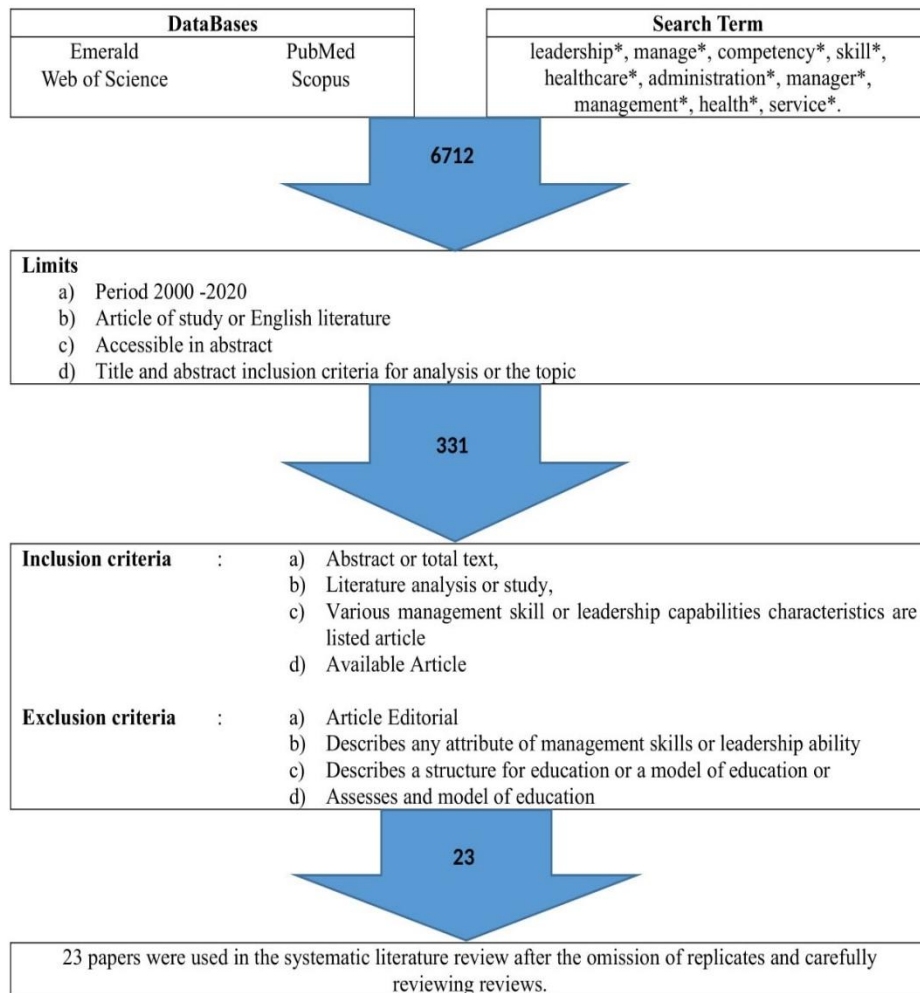 DataBases
Emerald PubMed
Web of Science Scopus
Search Term
leadership*, manage*, competency*, skill*,
healthcare*, administration*, manager*,
management*, health*, service*.
6712
Limits
a) Period 2000 -2020
b) Article of study or English literature
c) Accessible in abstract
d) Title and abstract inclusion criteria for analysis or the topic
331
Inclusion criteria : a) Abstract or total text,
b) Literature analysis or study,
c) Various management skill or leadership capabilities characteristics are
listed article
d) Available Article
Exclusion criteria : a) Article Editorial
b) Describes any attribute of management skills or leadership ability
c) Describes a structure for education or a model of education or
d) Assesses and model of education
23
23 papers were used in the systematic literature review after the omission of replicates and carefully
reviewing reviews.